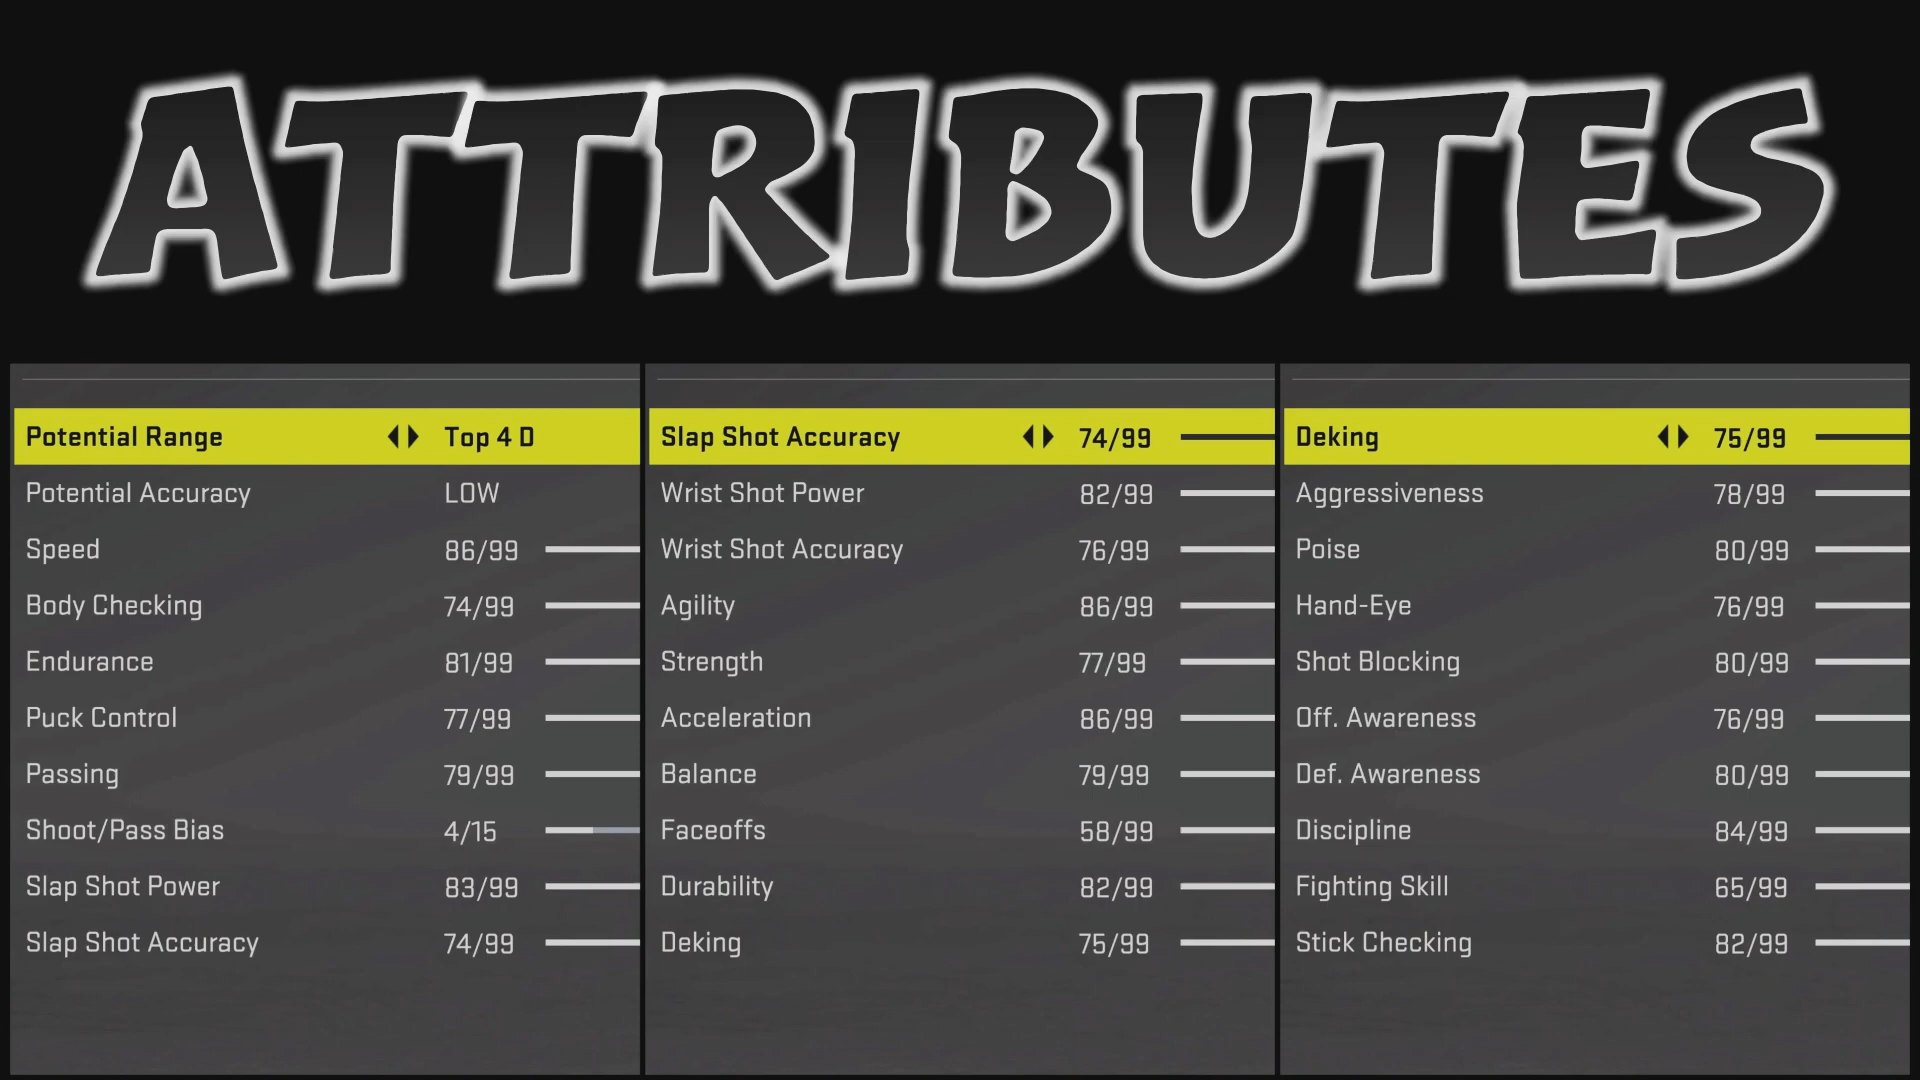 ATTRIBUTES
Potential Range Top 4 D
Potential Accuracy LOW
Speed 86/99
Body Checking 74/99
Endurance 81/99
Puck Control 77/99
Passing 79/99
Shoot/Pass Bias 4/15
Slap Shot Power 83/99
Slap Shot Accuracy 74/99
Slap Shot Accuracy 74/99
Wrist Shot Power 82/99
Wrist Shot Accuracy 76/99
Agility 86/99
Strength 77/99
Acceleration 86/99
Balance 79/99
Faceoffs 58/99
Durability 82/99
Deking 75/99
Deking 75/99
Aggressiveness 78/99
Poise 80/99
Hand-Eye 76/99
Shot Blocking 80/99
Off. Awareness 76/99
Def. Awareness 80/99
Discipline 84/99
Fighting Skill 65/99
Stick Checking 82/99